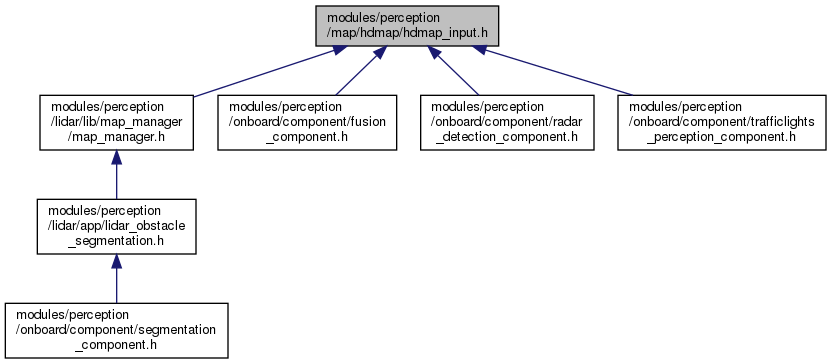 modules/perception
/map/hdmap/hdmap_input.h
modules/perception
/lidar/lib/map_manager
/map_manager.h
modules/perception
/onboard/component/fusion
_component.h
modules/perception
/onboard/component/radar
_detection_component.h
modules/perception
/onboard/component/trafficlights
_perception_component.h
modules/perception
/lidar/app/lidar_obstacle
_segmentation.h
modules/perception
/onboard/component/segmentation
_component.h